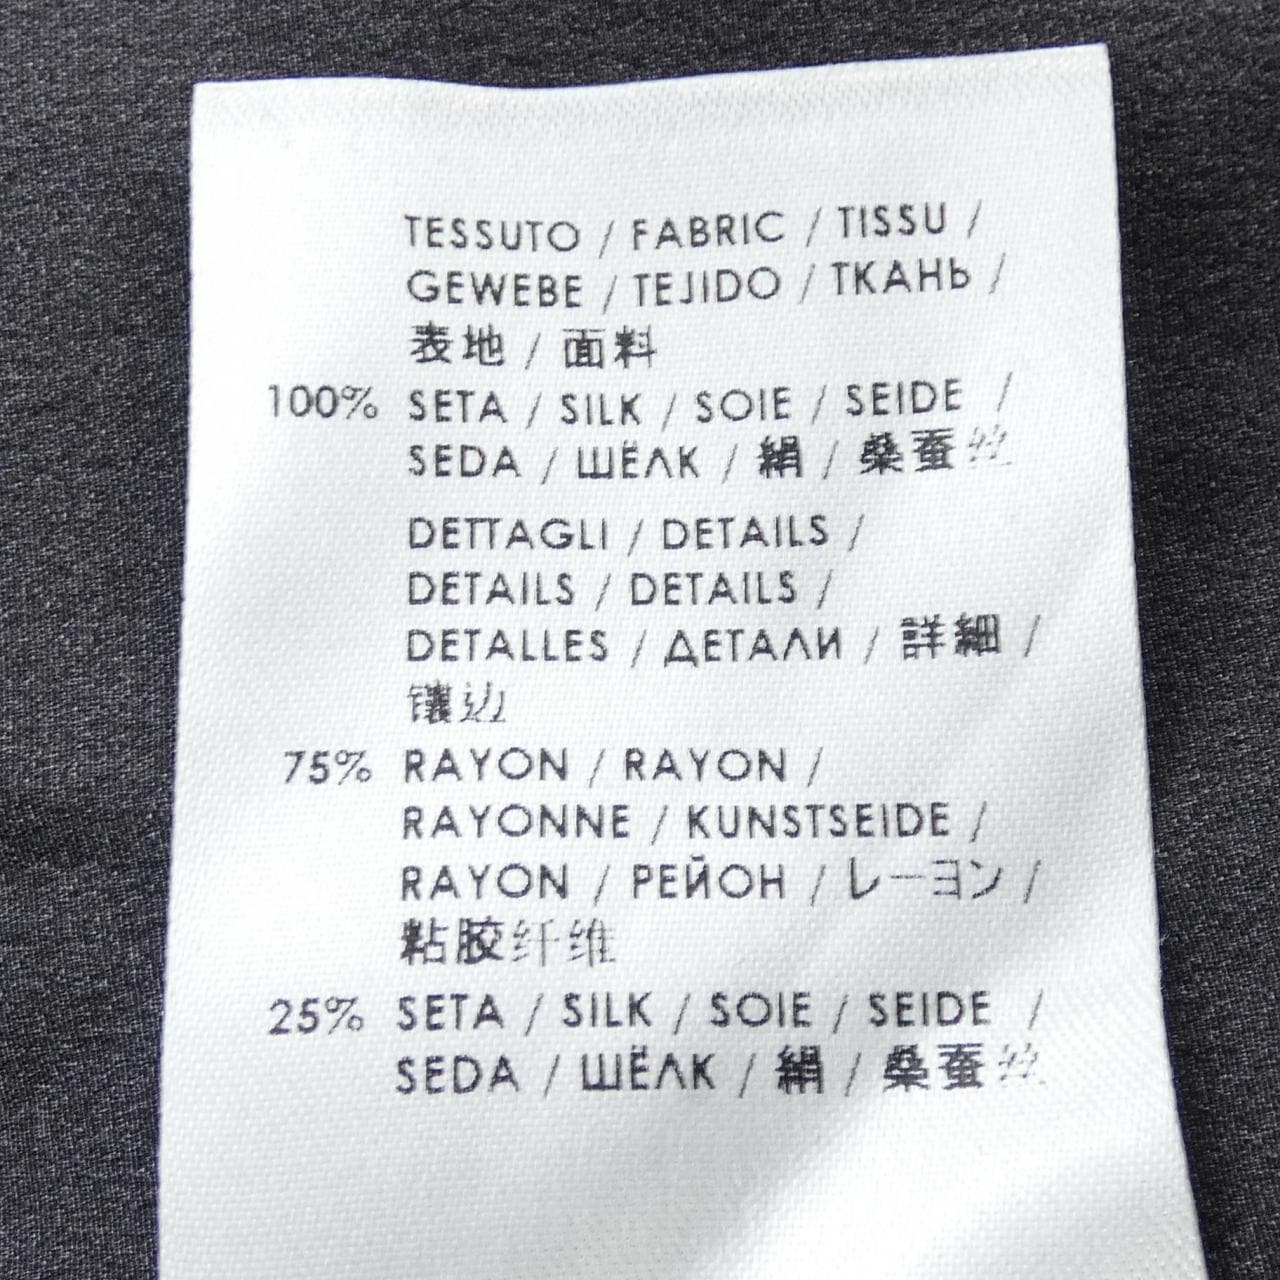 TESSUTO / FABRIC / TISSU /
GEWEBE / TEJIDO / ТКАНЬ /
表地 / 面料
100% SETA / SILK / SOIE / SEIDE /
SEDA / ШЁЛК / 絹 / 桑蚕丝
DETTAGLI / DETAILS /
DETAILS / DETAILS /
DETALLES / ДЕТАЛИ / 詳細 /
镶边
75% RAYON / RAYON /
RAYONNE / KUNSTSEIDE /
RAYON / РЕЙОН / レーヨン /
粘胶纤维
25% SETA / SILK / SOIE / SEIDE /
SEDA / ШЁЛК / 絹 / 桑蚕丝